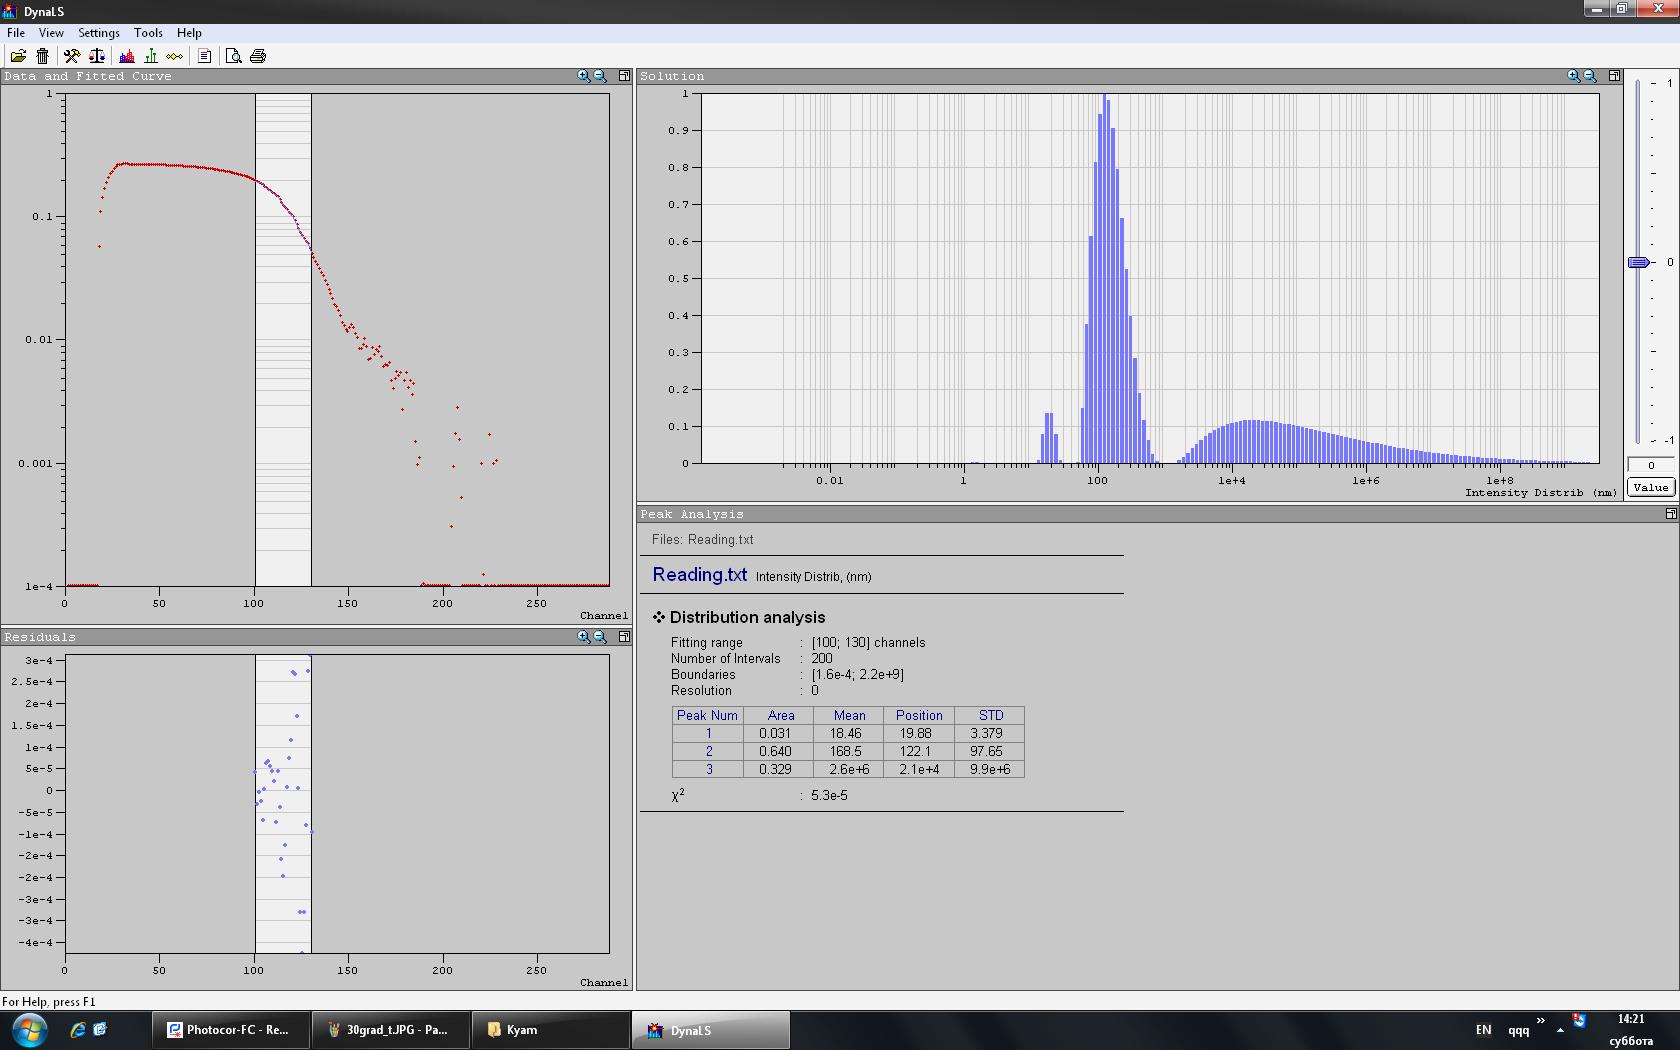 DynaLS
File View Settings Tools Help
Data and Fitted Curve
1
0.1
0.01
0.001
1e-4
0 50 100 150 200 250
Channel
Residuals
3e-4
2.5e-4
2e-4
1.5e-4
1e-4
5e-5
0
-5e-5
-1e-4
-2e-4
-2e-4
-3e-4
-3e-4
-4e-4
0 50 100 150 200 250
Channel
Solution
1
0.9
0.8
0.7
0.6
0.5
0.4
0.3
0.2
0.1
0
0.01 1 100 1e+4 1e+6 1e+8
Intensity Distrib (nm)
1
0
-1
0
Value
Peak Analysis
Files: Reading.txt
Reading.txt Intensity Distrib, (nm)
❖ Distribution analysis
Fitting range : [100; 130] channels
Number of Intervals : 200
Boundaries : [1.6e-4; 2.2e+9]
Resolution : 0
Peak Num Area Mean Position STD
1 0.031 18.46 19.88 3.379
2 0.640 168.5 122.1 97.65
3 0.329 2.6e+6 2.1e+4 9.9e+6
χ² : 5.3e-5
For Help, press F1
Photocor-FC - Re...
30grad_t.JPG - Pa...
Kyam
DynaLS
EN qqq »
14:21
суббота